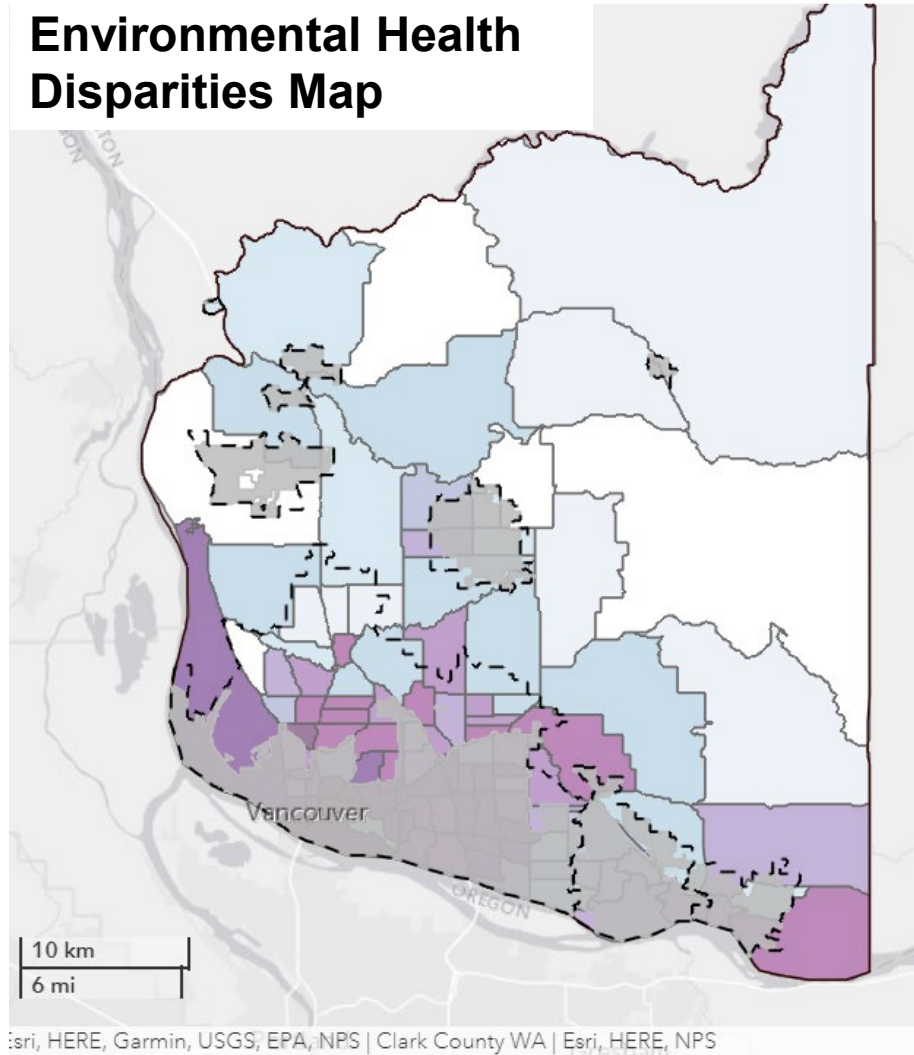 Environmental Health
Disparities Map
Vancouver
OREGON
10 km
6 mi
Esri, HERE, Garmin, USGS, EPA, NPS | Clark County WA | Esri, HERE, NPS